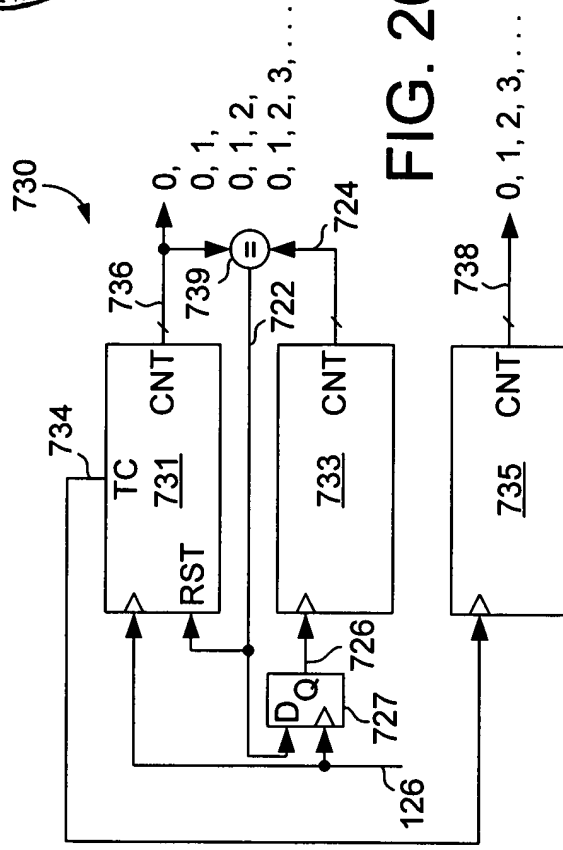 730
0,
0, 1,
0, 1, 2,
0, 1, 2, 3, . . .
734
736
TC
731
CNT
RST
739
=
722
724
D
Q
726
727
126
733
CNT
FIG. 20
735
CNT
738
0, 1, 2, 3, . . .